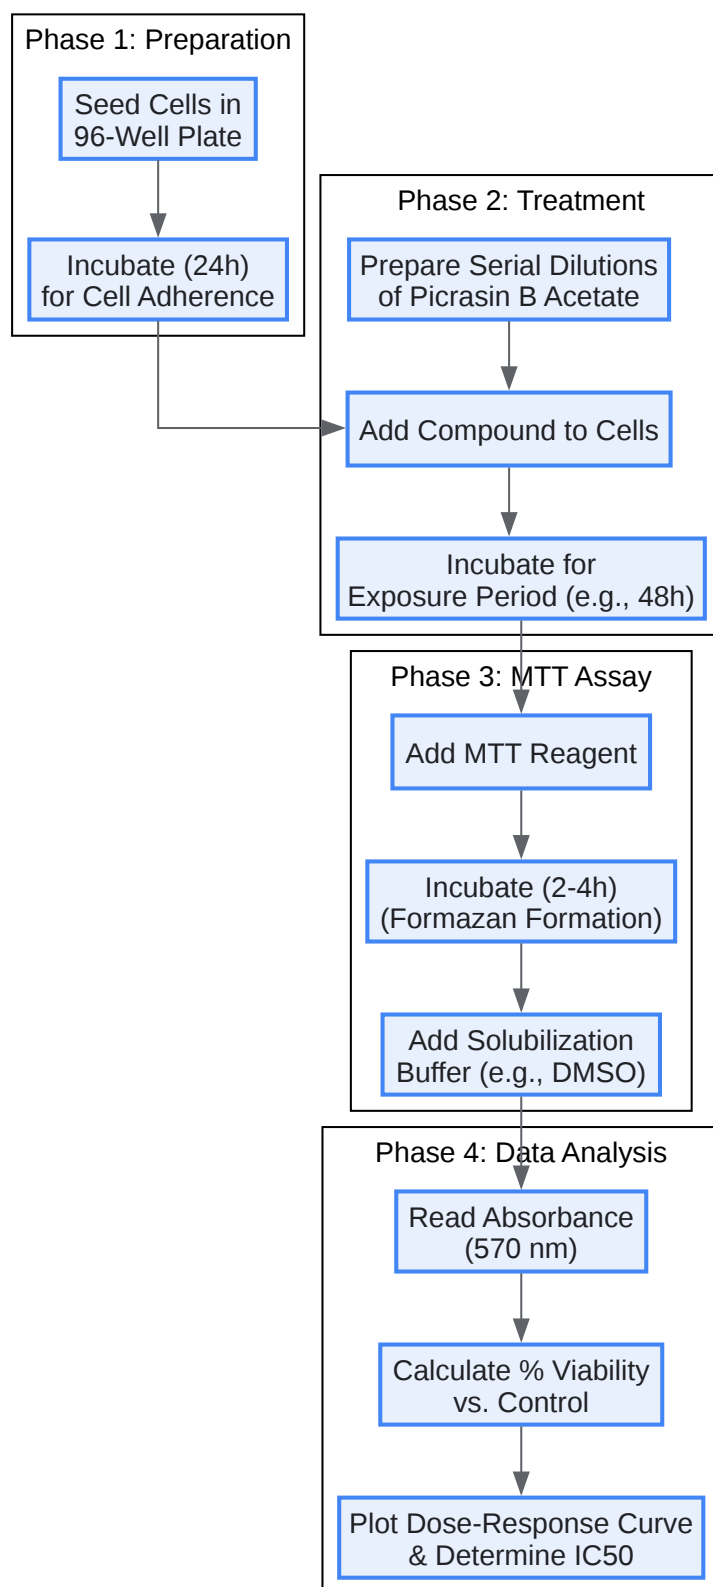 Phase 1: Preparation
Seed Cells in
96-Well Plate
Incubate (24h)
for Cell Adherence
Phase 2: Treatment
Prepare Serial Dilutions
of Picrasin B Acetate
Add Compound to Cells
Incubate for
Exposure Period (e.g., 48h)
Phase 3: MTT Assay
Add MTT Reagent
Incubate (2-4h)
(Formazan Formation)
Add Solubilization
Buffer (e.g., DMSO)
Phase 4: Data Analysis
Read Absorbance
(570 nm)
Calculate % Viability
vs. Control
Plot Dose-Response Curve
& Determine IC50